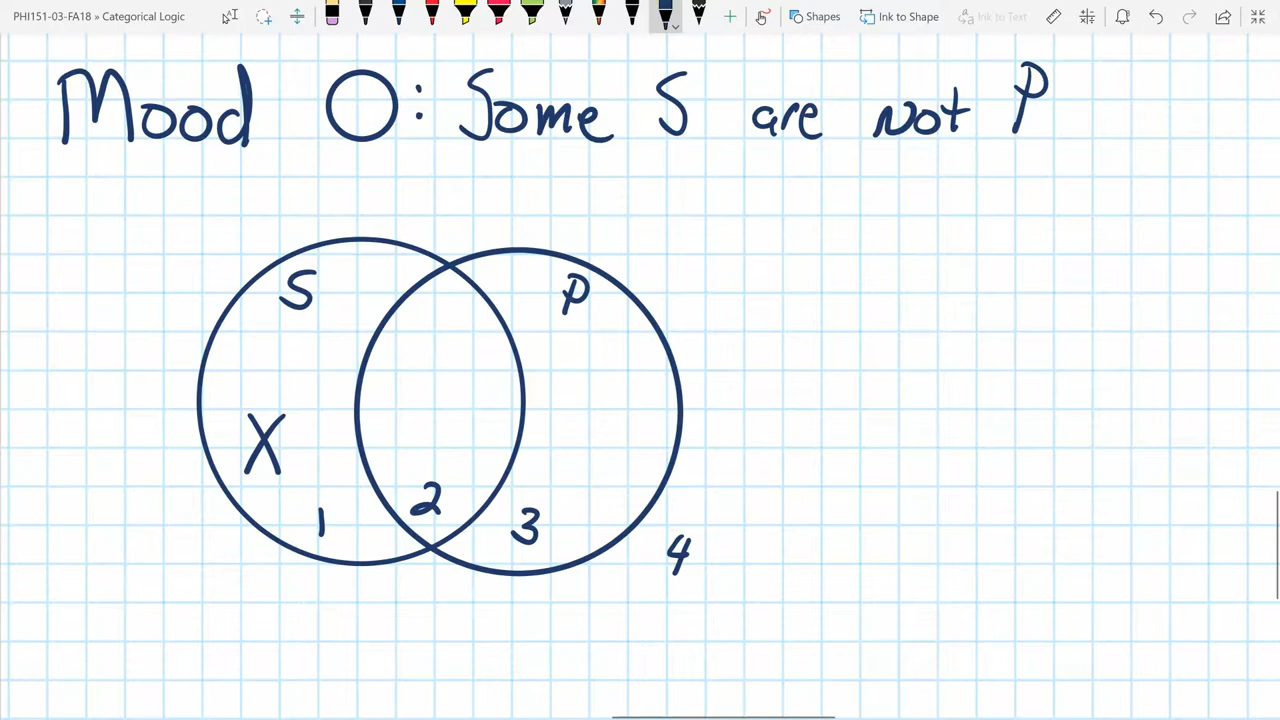 PHI151-03-FA18 » Categorical Logic
Shapes
Ink to Shape
Ink to Text
Mood O: Some S are not P
S
P
X
1
2
3
4